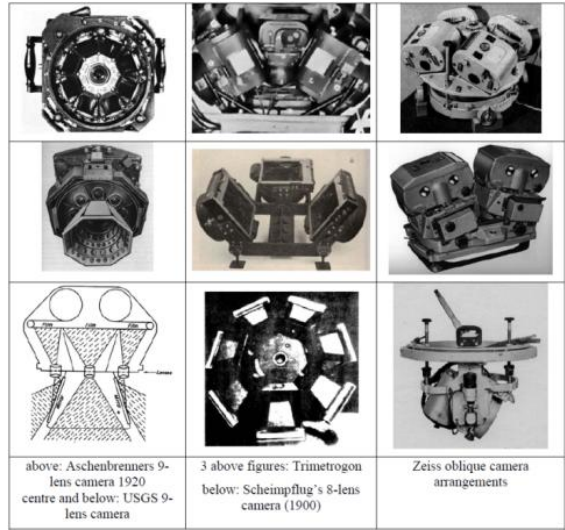 above: Aschenbrenners 9-
lens camera 1920
centre and below: USGS 9-
lens camera
3 above figures: Trimetrogon
below: Scheimpflug's 8-lens
camera (1900)
Zeiss oblique camera
arrangements